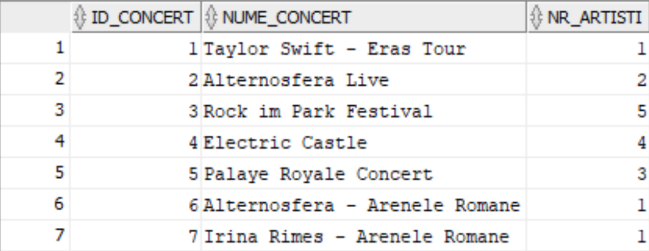 ID_CONCERT NUME_CONCERT NR_ARTISTI
1 1 Taylor Swift - Eras Tour 1
2 2 Alternosfera Live 2
3 3 Rock im Park Festival 5
4 4 Electric Castle 4
5 5 Palaye Royale Concert 3
6 6 Alternosfera - Arenele Romane 1
7 7 Irina Rimes - Arenele Romane 1